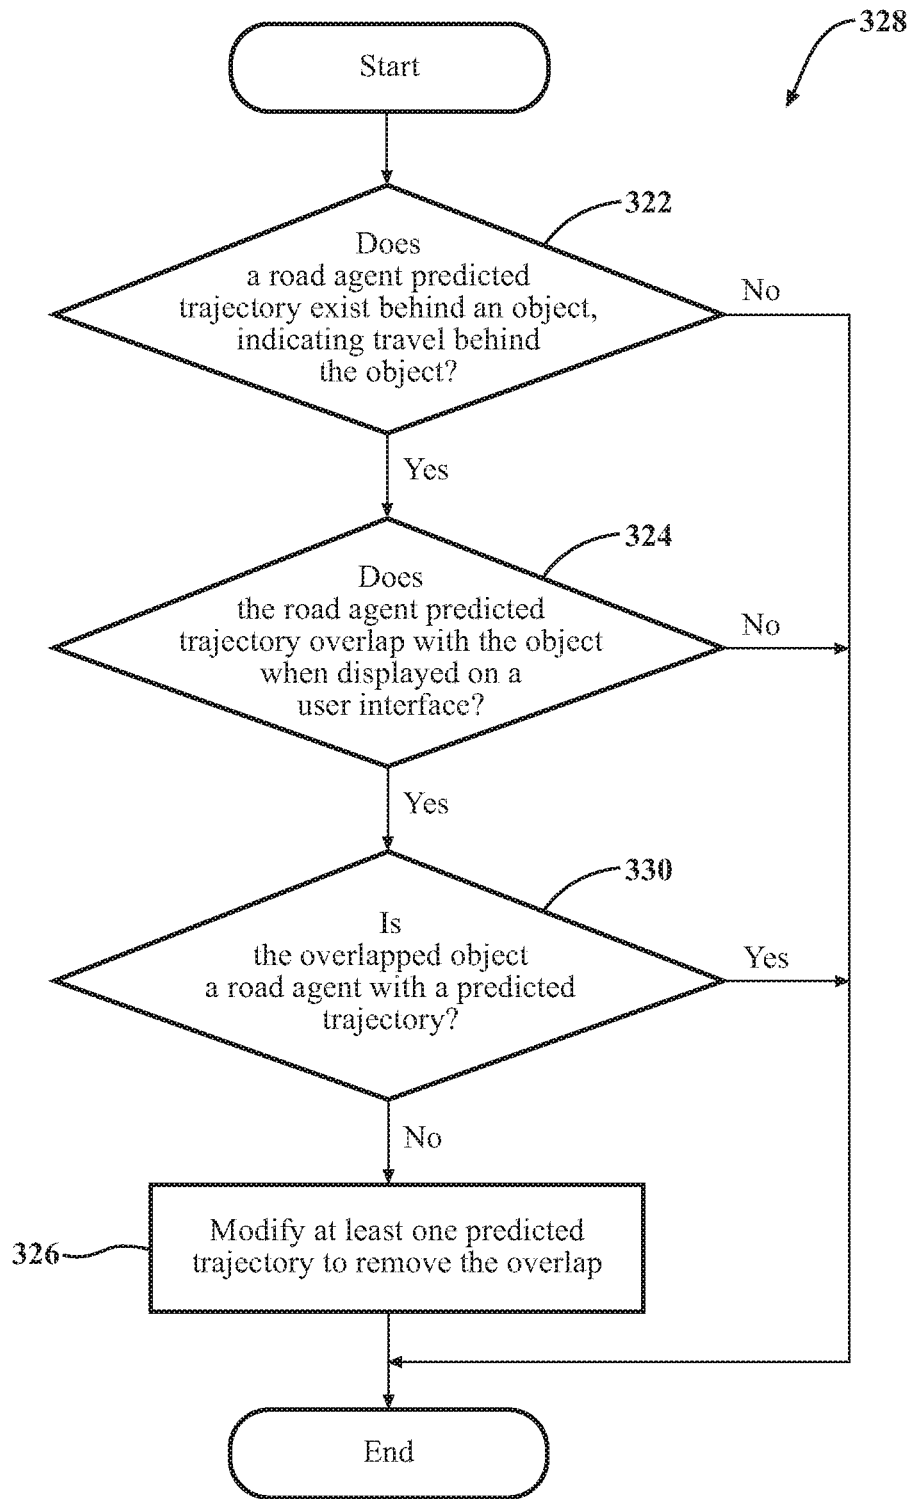 328
Start
322
Does
a road agent predicted
trajectory exist behind an object,
indicating travel behind
the object?
No
Yes
324
Does
the road agent predicted
trajectory overlap with the object
when displayed on a
user interface?
No
Yes
330
Is
the overlapped object
a road agent with a predicted
trajectory?
Yes
No
326
Modify at least one predicted
trajectory to remove the overlap
End